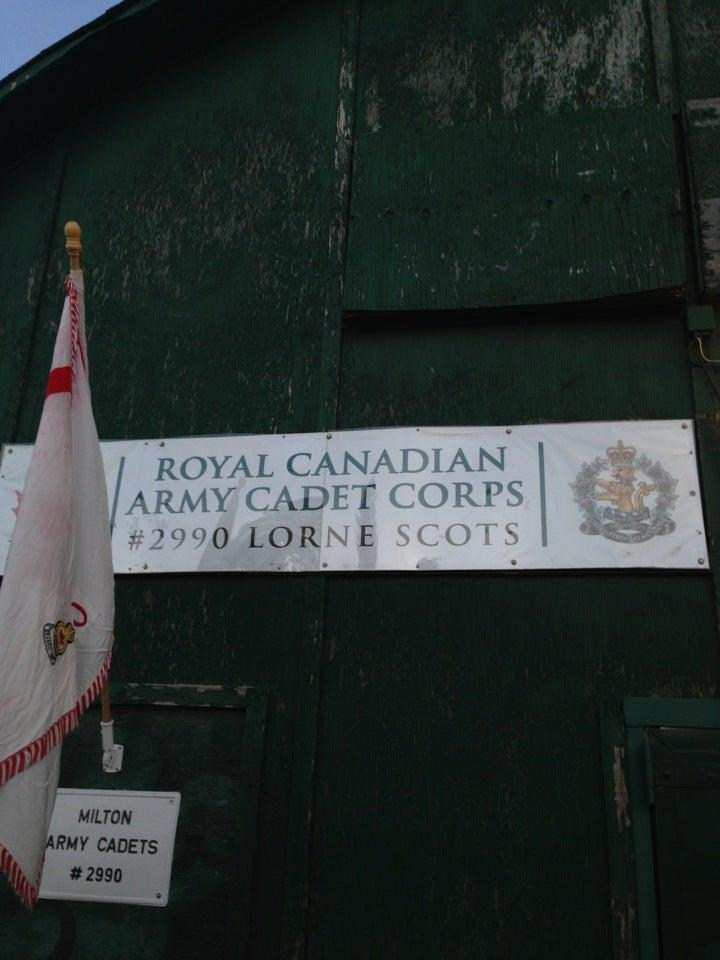 ROYAL CANADIAN
ARMY CADET CORPS
#2990 LORNE SCOTS
MILTON
ARMY CADETS
# 2990